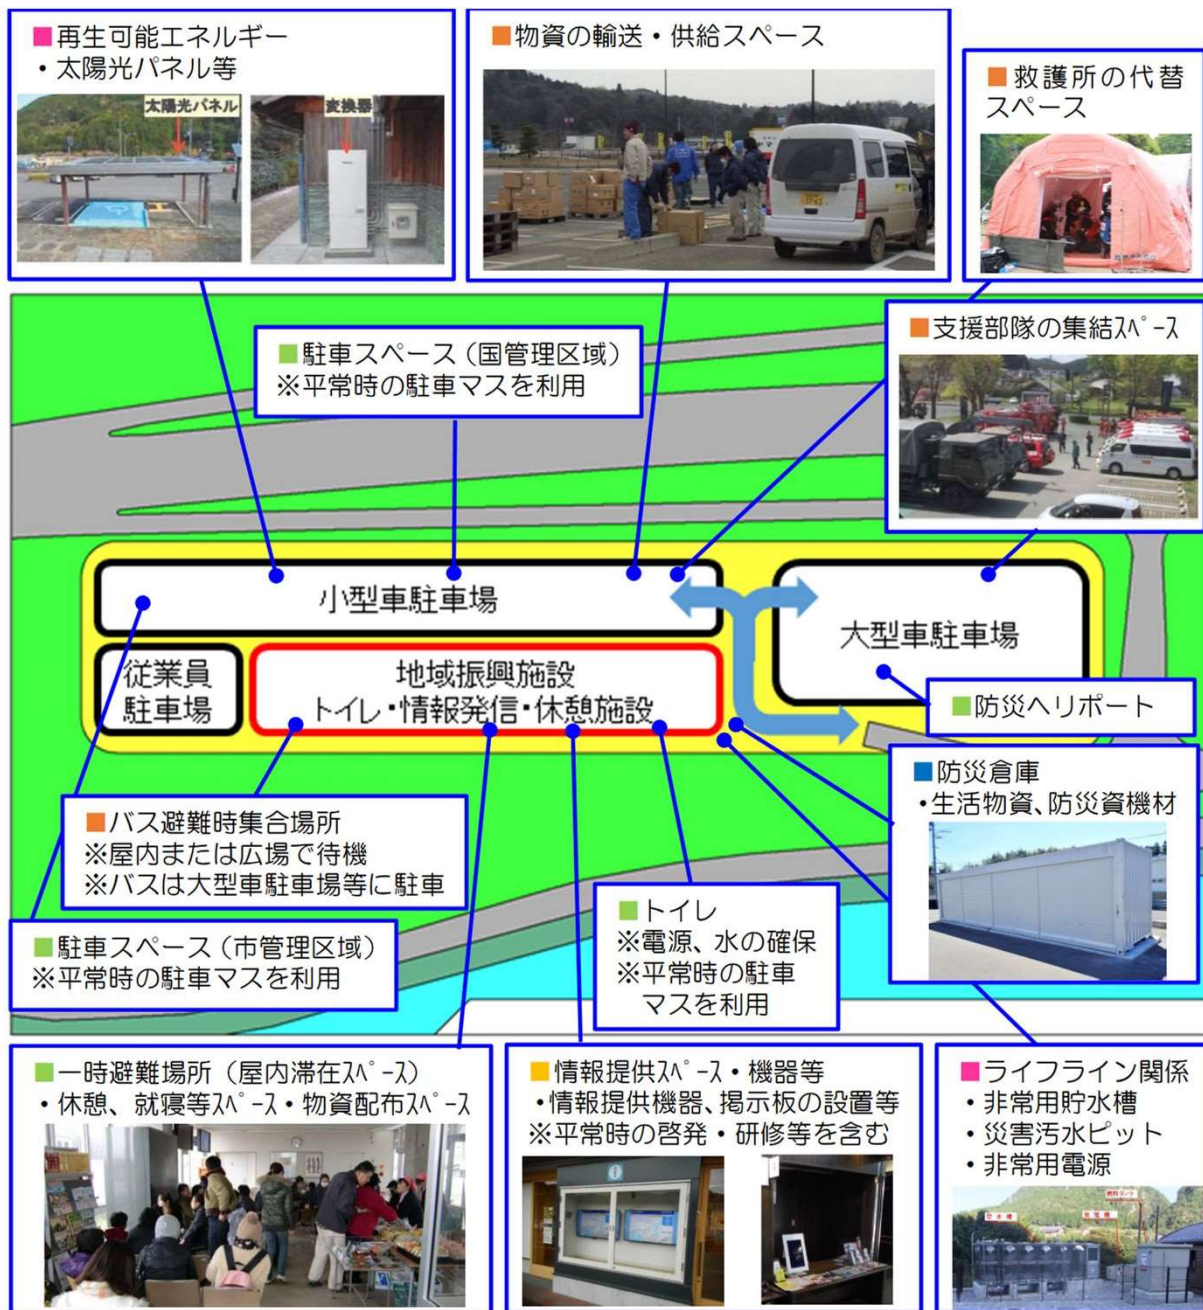 ■再生可能エネルギー
・太陽光パネル等
太陽光パネル
変換器
■物資の輸送・供給スペース
■救護所の代替
スペース
■駐車スペース（国管理区域）
※平常時の駐車マスを利用
■支援部隊の集結ｽﾍﾟｰｽ
小型車駐車場
大型車駐車場
従業員
駐車場
地域振興施設
トイレ・情報発信・休憩施設
■防災ヘリポート
■防災倉庫
・生活物資、防災資機材
■バス避難時集合場所
※屋内または広場で待機
※バスは大型車駐車場等に駐車
■駐車スペース（市管理区域）
※平常時の駐車マスを利用
■トイレ
※電源、水の確保
※平常時の駐車
マスを利用
■一時避難場所（屋内滞在ｽﾍﾟｰｽ）
・休憩、就寝等ｽﾍﾟｰｽ・物資配布ｽﾍﾟｰｽ
■情報提供ｽﾍﾟｰｽ・機器等
・情報提供機器、掲示板の設置等
※平常時の啓発・研修等を含む
■ライフライン関係
・非常用貯水槽
・災害汚水ピット
・非常用電源
燃料タンク
貯水槽
発電機